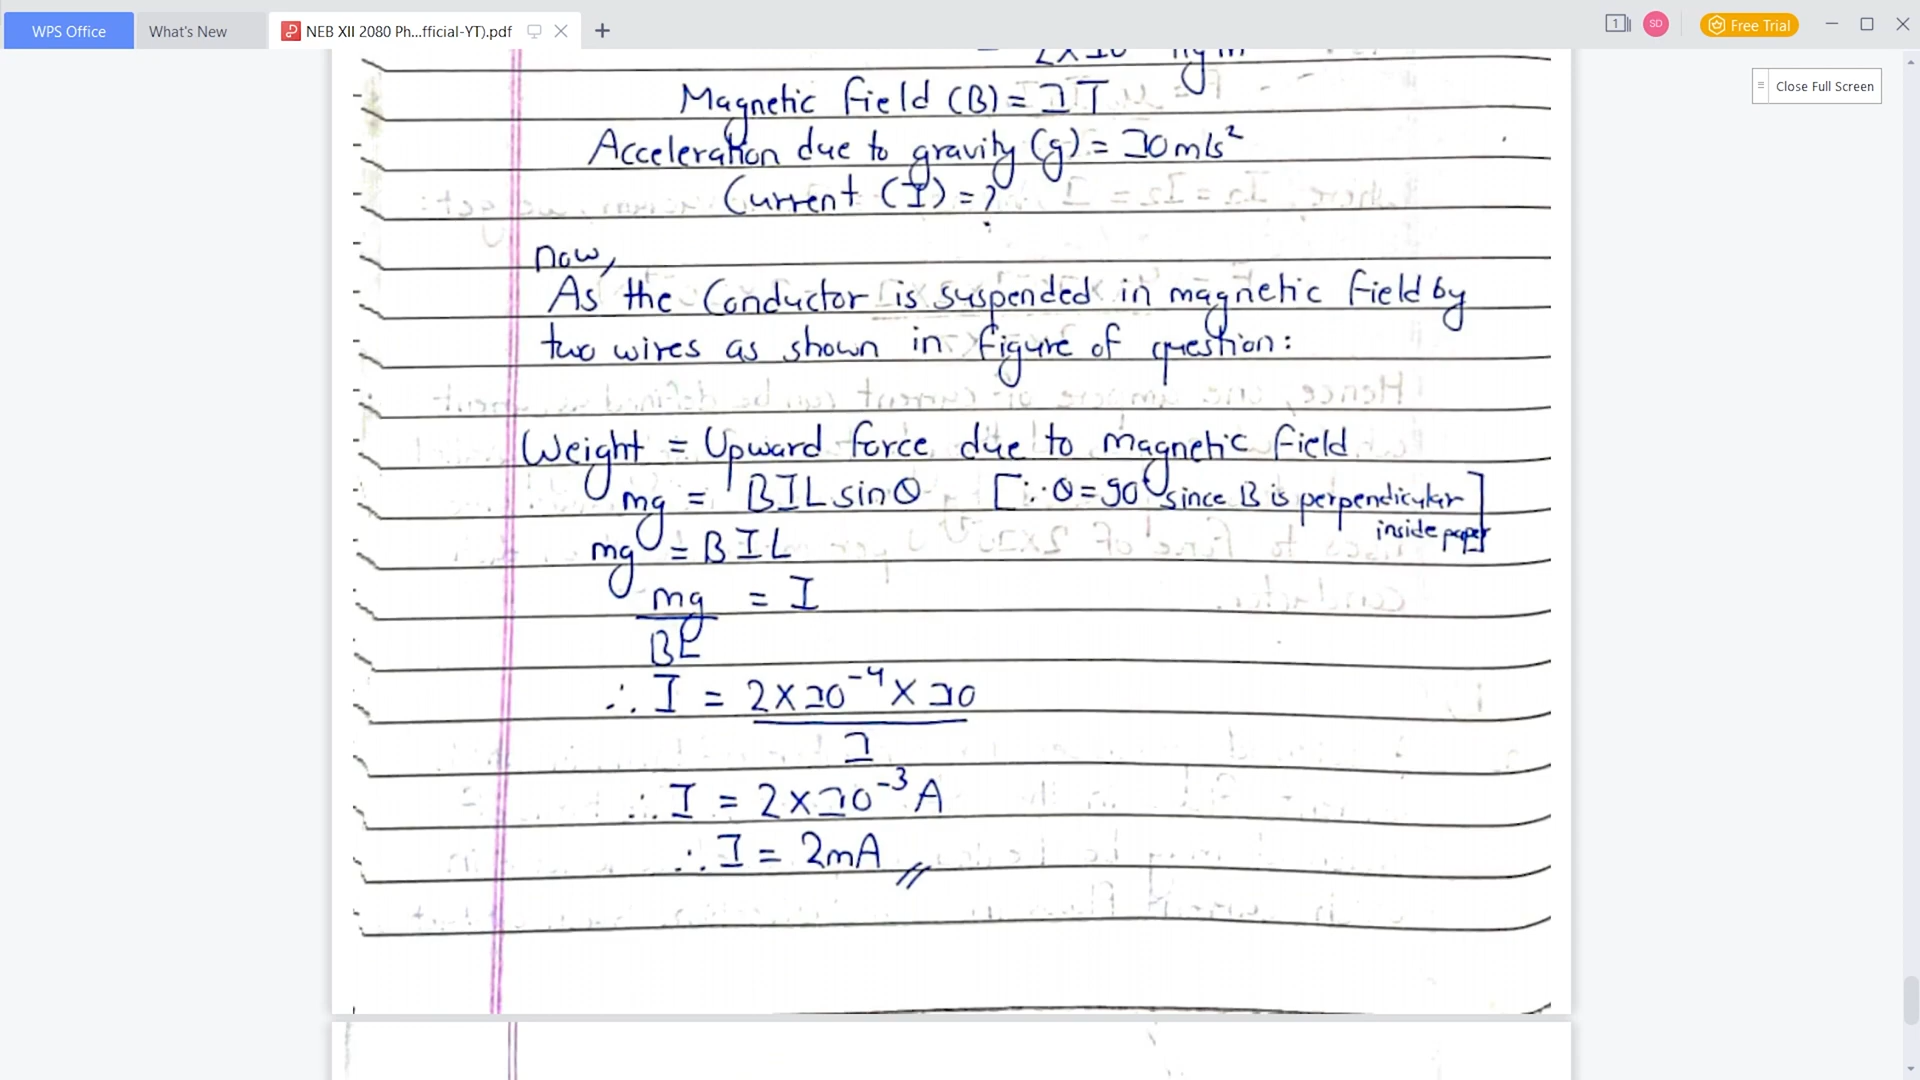 WPS Office
What's New
NEB XII 2080 Ph...fficial-YT).pdf
1
SD
Free Trial
Close Full Screen
Magnetic field (B) = 1 T
Acceleration due to gravity (g) = 10 m/s²
Current (I) = ?
now,
As the Conductor is suspended in magnetic field by
two wires as shown in figure of question:
Weight = Upward force due to magnetic field
mg = BIL sinθ [∵ θ = 90° since B is perpendicular
inside paper]
mg = BIL
mg = I
BL
∴ I = 2 × 10⁻⁴ × 10
1
∴ I = 2 × 10⁻³ A
∴ I = 2mA //